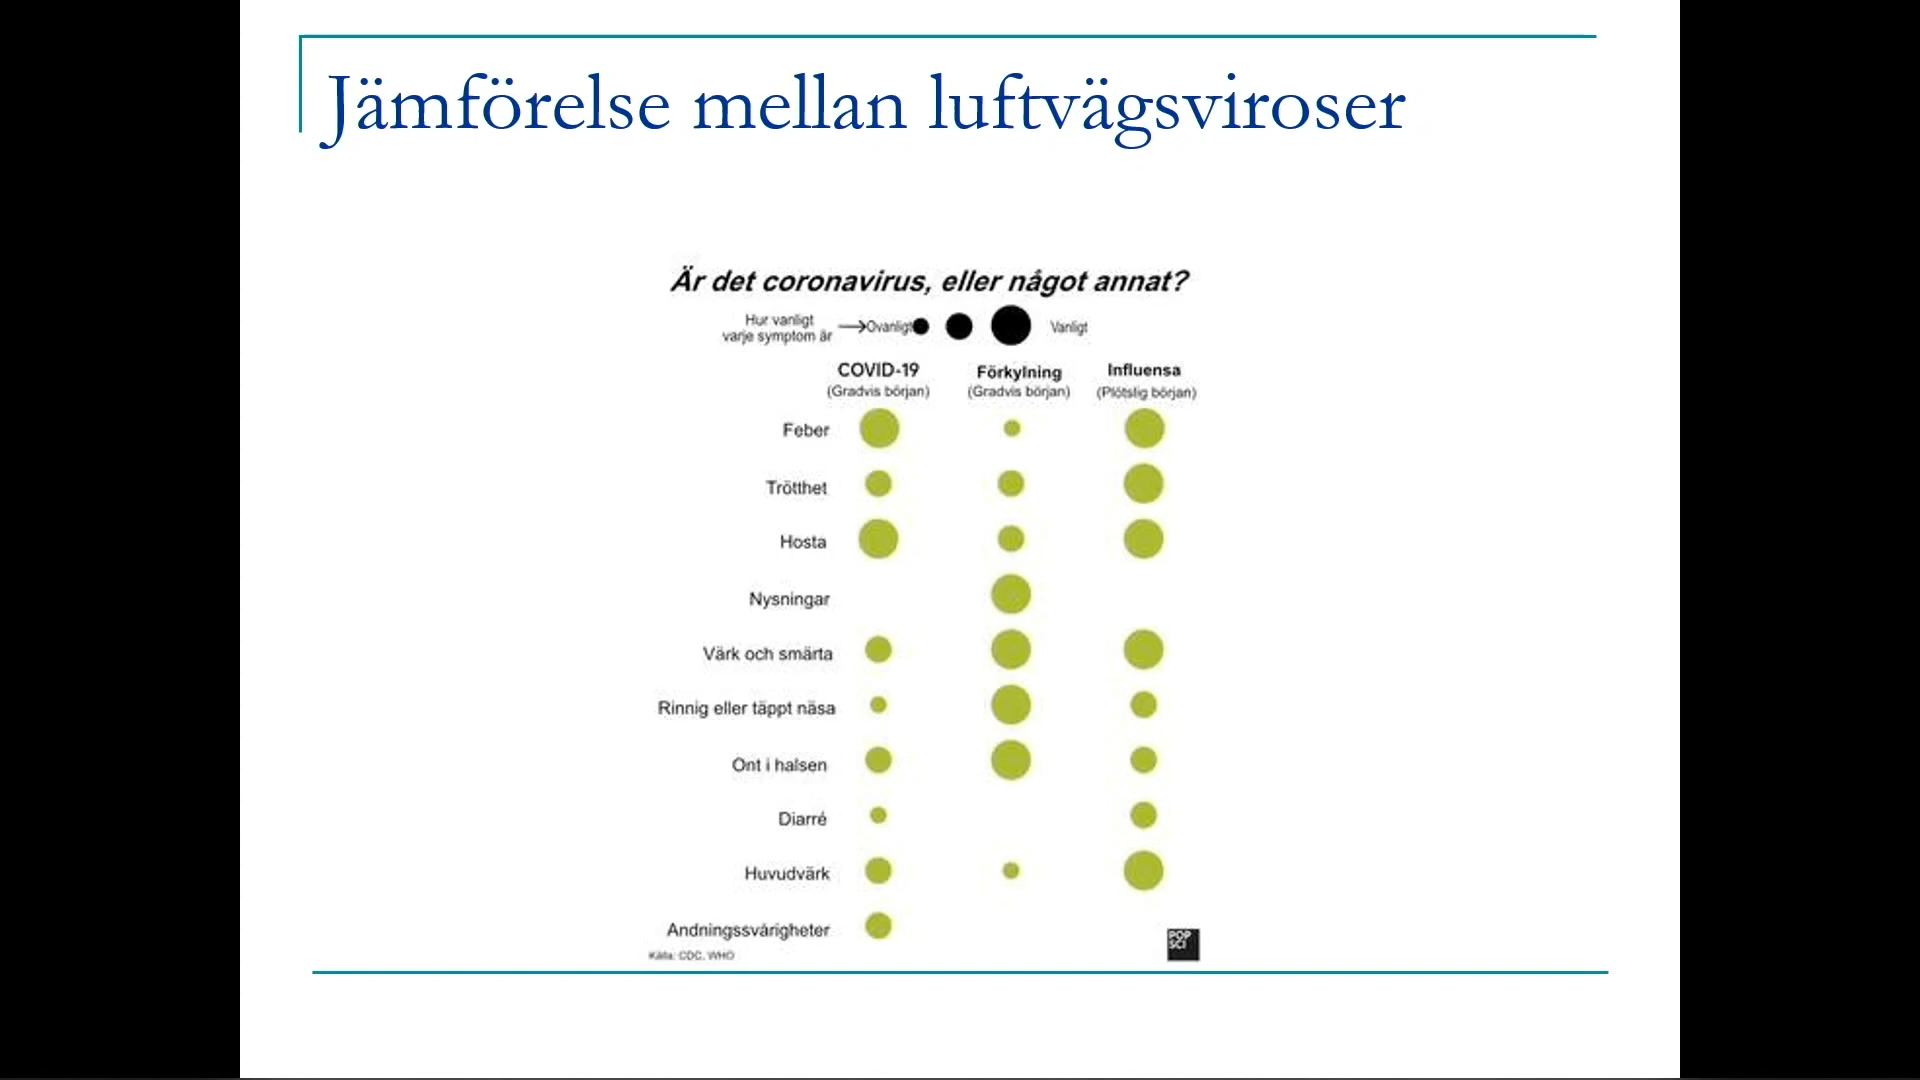 Jämförelse mellan luftvägsviroser
Är det coronavirus, eller något annat?
Hur vanligt
varje symptom är
Ovanligt
Vanligt
COVID-19 Förkylning Influensa
(Gradvis början) (Gradvis början) (Plötslig början)
Feber
Trötthet
Hosta
Nysningar
Värk och smärta
Rinnig eller täppt näsa
Ont i halsen
Diarré
Huvudvärk
Andningssvårigheter
Källa: CDC, WHO
POP
SCI